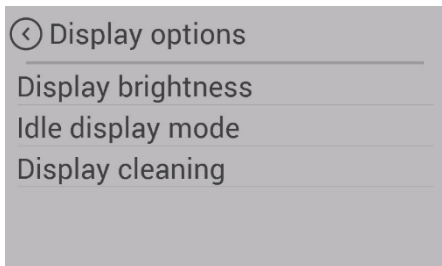 Display options
Display brightness
Idle display mode
Display cleaning